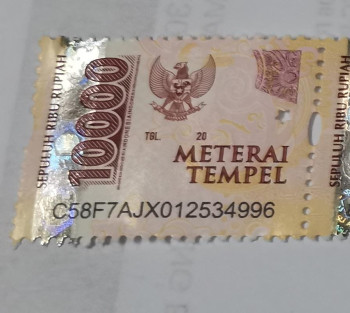 SEPULUH RIBU RUPIAH
10000
TGL. 20
METERAI
TEMPEL
C58F7AJX012534996
SEPULUH RIBU RUPIAH